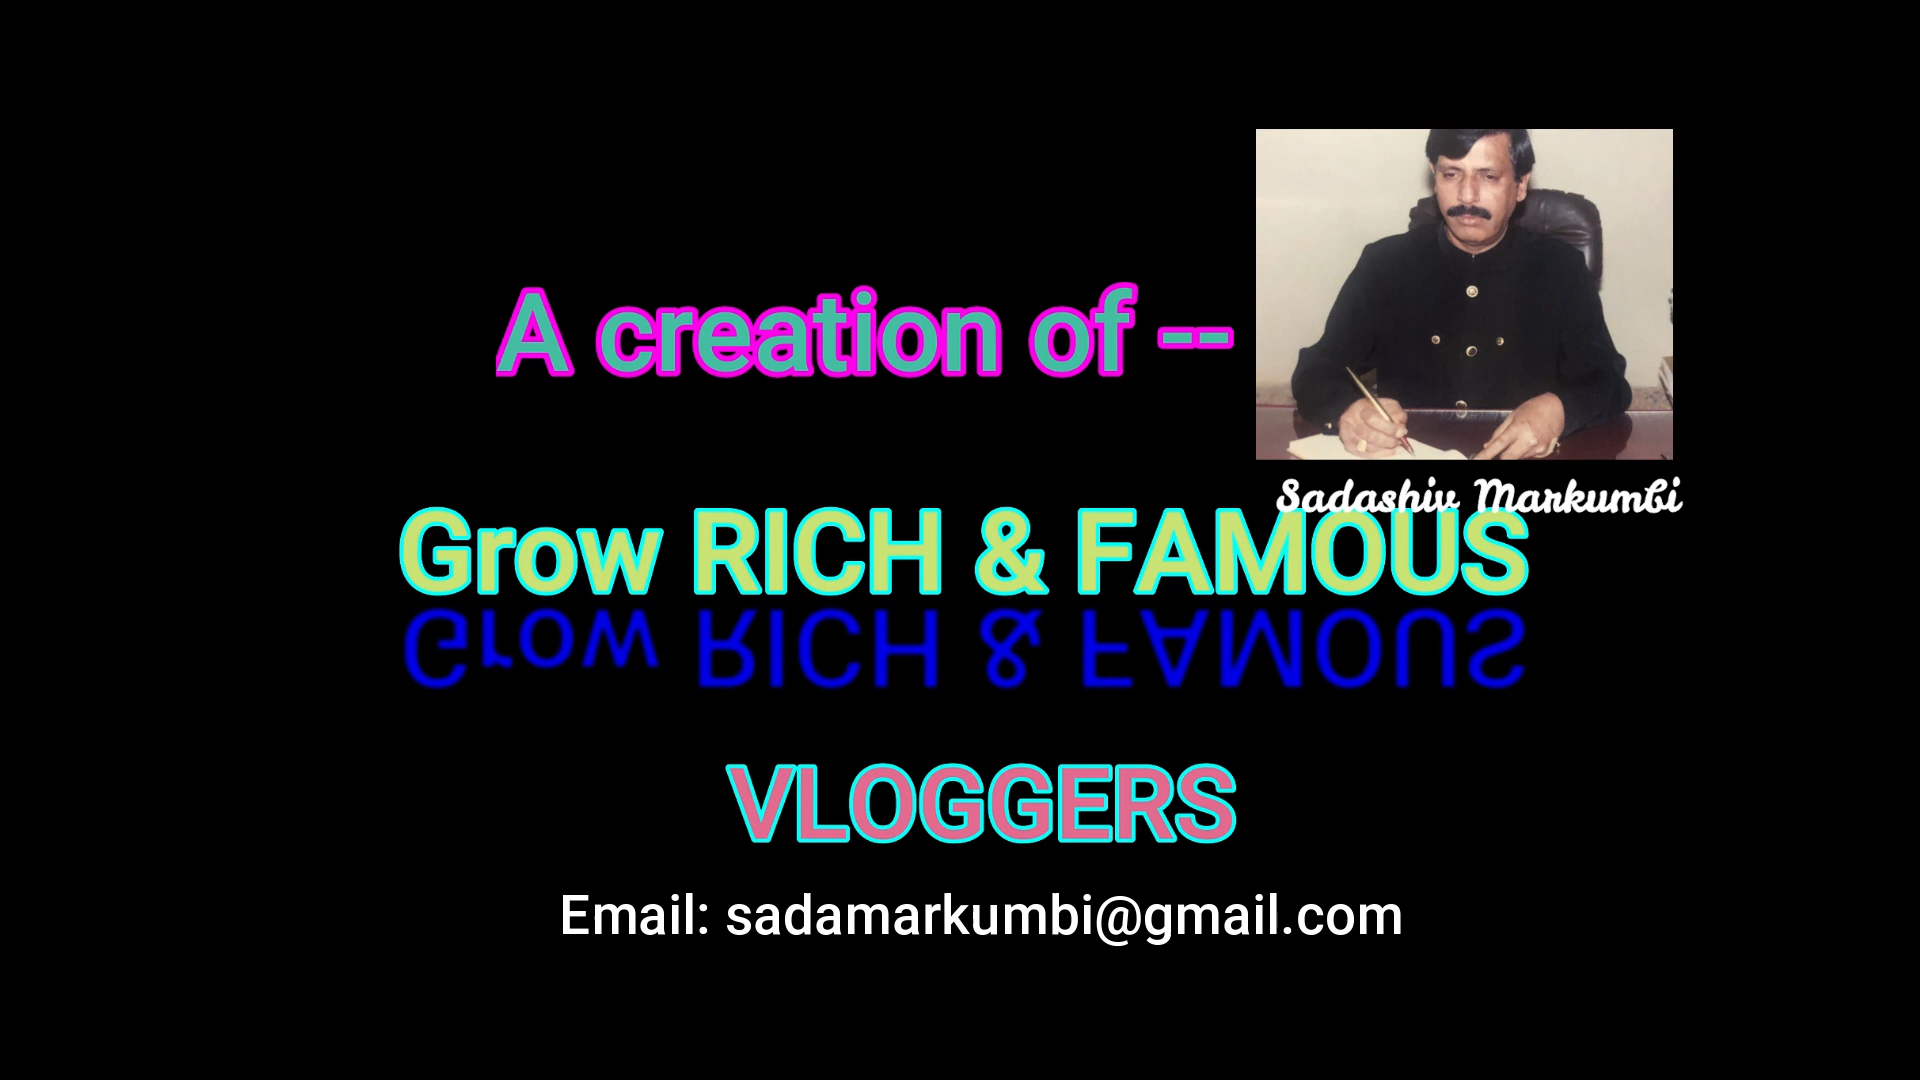 A creation of --
Sadashiv Markumbi
Grow RICH & FAMOUS
Grow RICH & FAMOUS
VLOGGERS
Email: sadamarkumbi@gmail.com